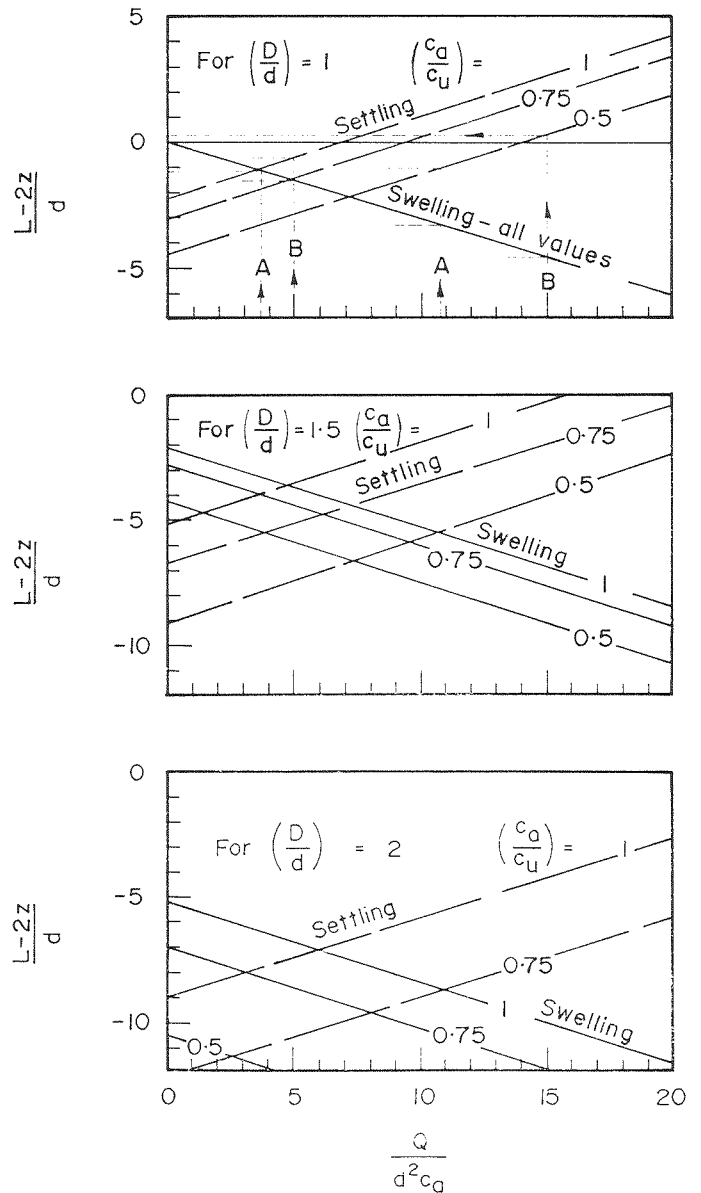 5
0
-5
L-2z
d
For (D/d) = 1 (ca/cu) =
1
0·75
0·5
Settling
Swelling - all values
A
B
A
B
0
-5
-10
L-2z
d
For (D/d) = 1·5 (ca/cu) =
1
0·75
Settling
0·5
Swelling
0·75
1
0·5
0
-5
-10
L-2z
d
For (D/d) = 2 (ca/cu) =
1
Settling
0·75
1
Swelling
0·75
0·5
0 5 10 15 20
Q
d²ca